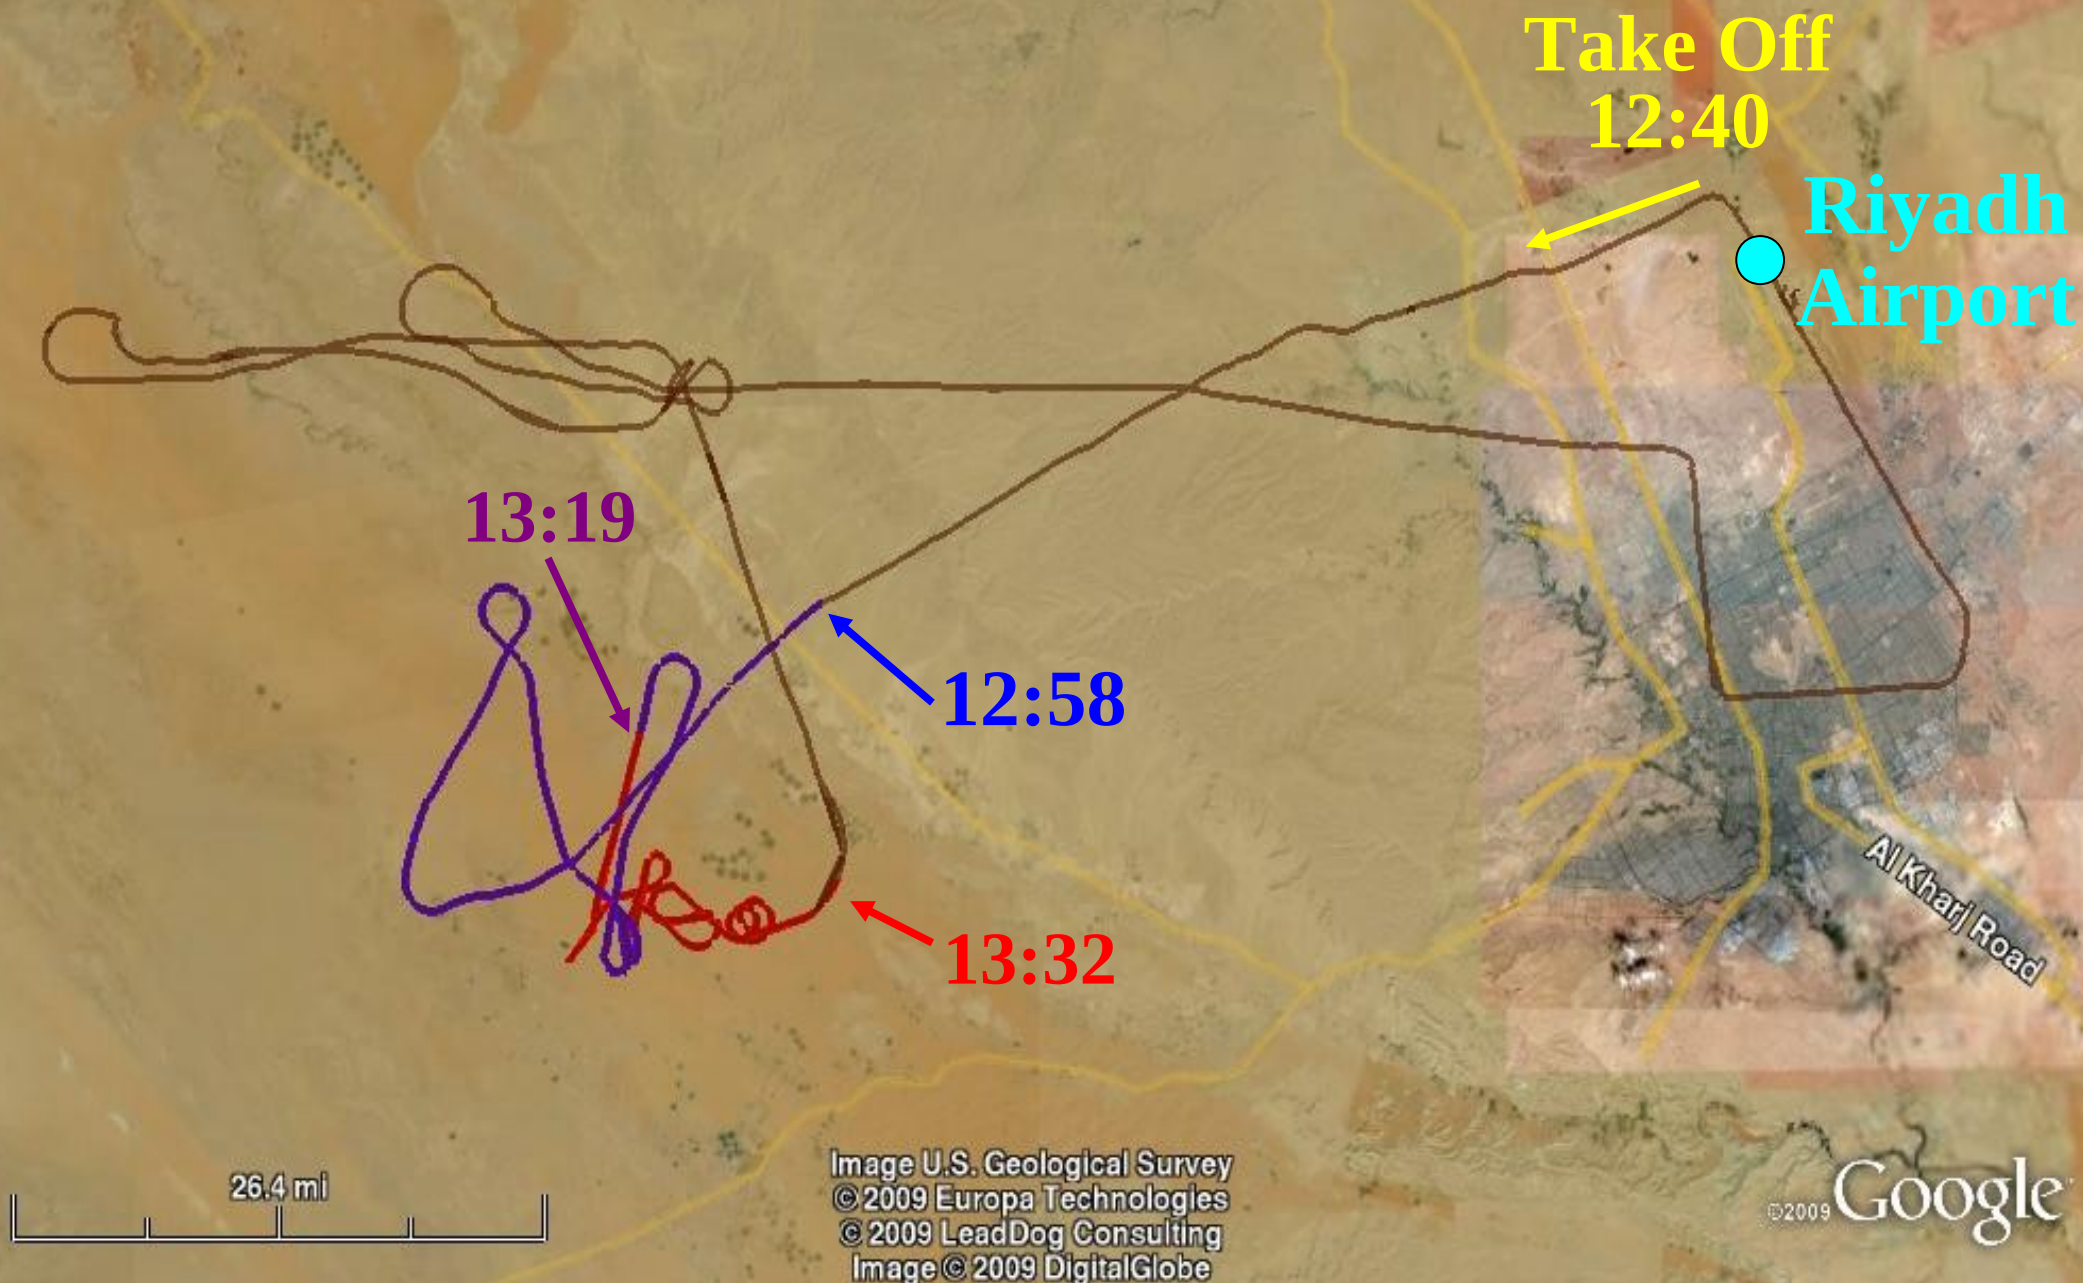 Take Off
12:40
Riyadh
Airport
13:19
12:58
13:32
Al Kharj Road
26.4 mi
Image U.S. Geological Survey
© 2009 Europa Technologies
© 2009 LeadDog Consulting
Image © 2009 DigitalGlobe
©2009 Google